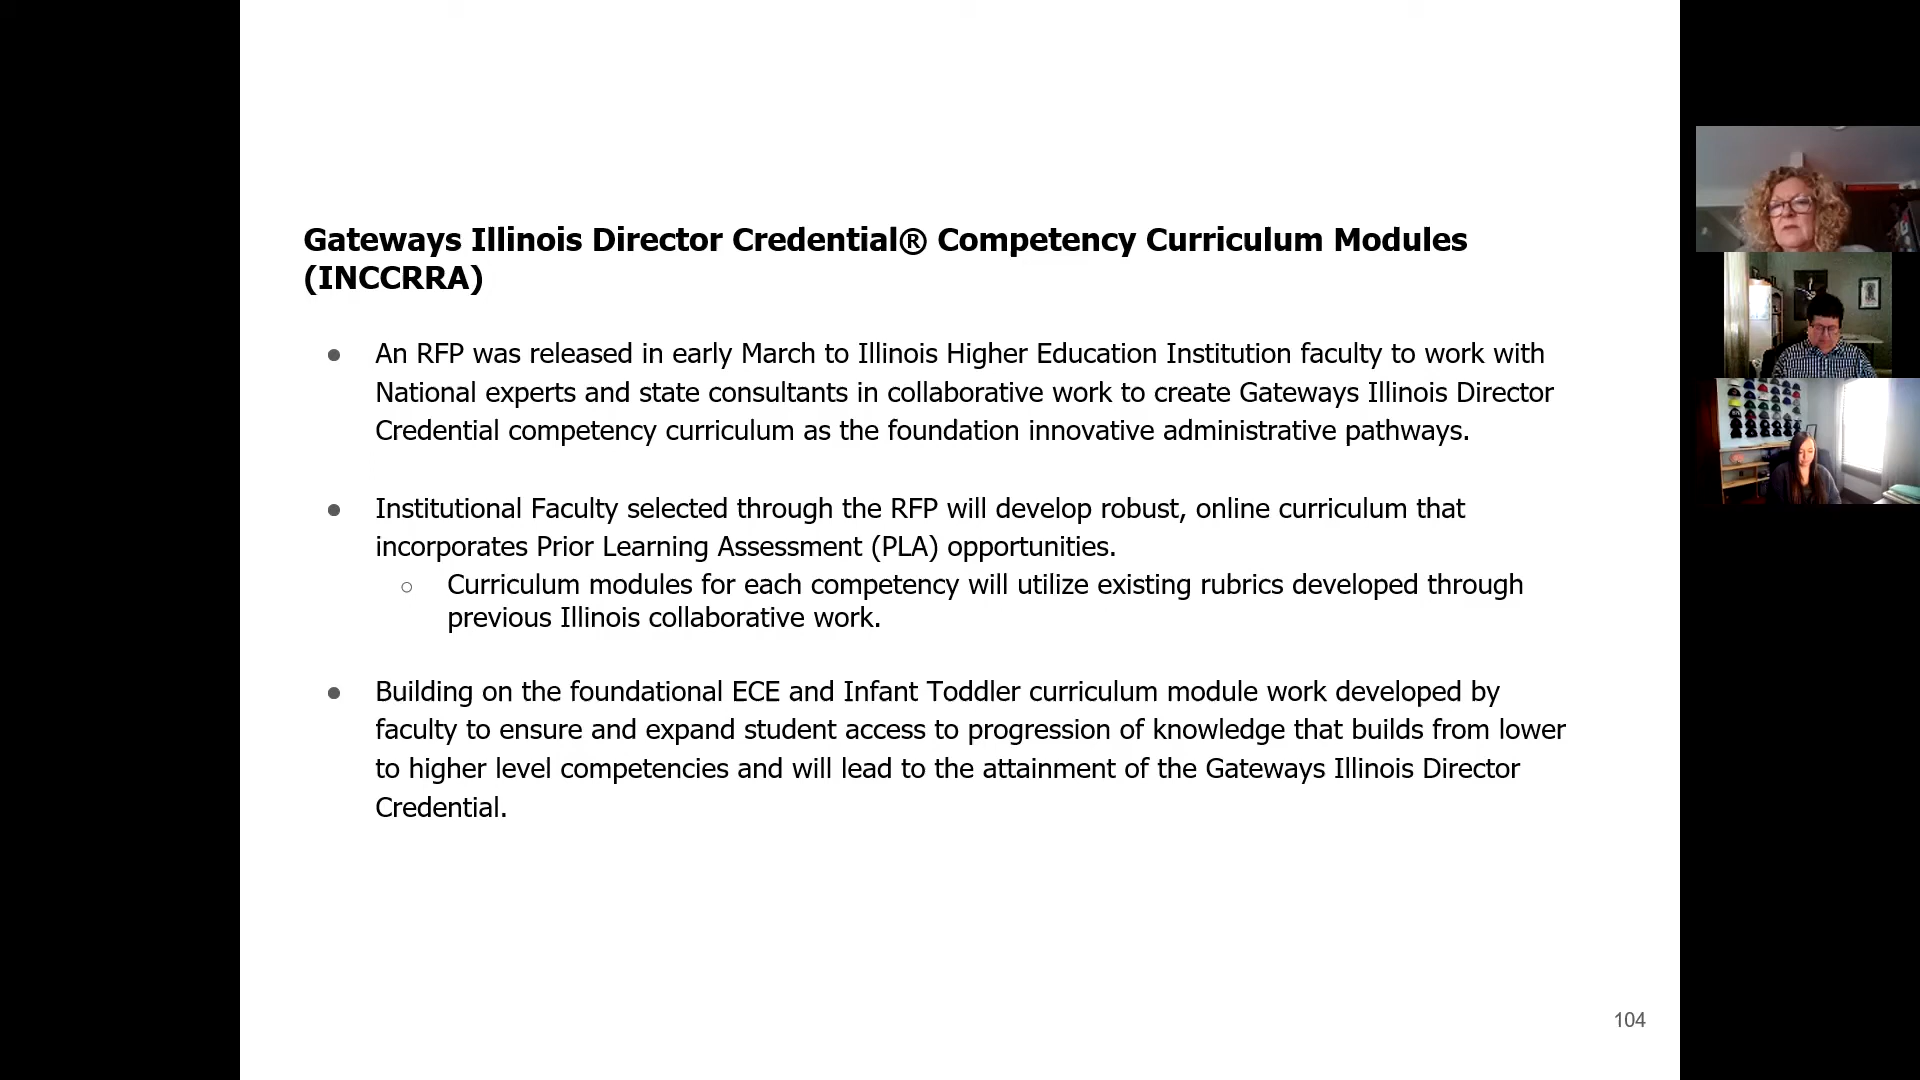 Gateways Illinois Director Credential® Competency Curriculum Modules
(INCCRRA)
● An RFP was released in early March to Illinois Higher Education Institution faculty to work with
National experts and state consultants in collaborative work to create Gateways Illinois Director
Credential competency curriculum as the foundation innovative administrative pathways.
● Institutional Faculty selected through the RFP will develop robust, online curriculum that
incorporates Prior Learning Assessment (PLA) opportunities.
○ Curriculum modules for each competency will utilize existing rubrics developed through
previous Illinois collaborative work.
● Building on the foundational ECE and Infant Toddler curriculum module work developed by
faculty to ensure and expand student access to progression of knowledge that builds from lower
to higher level competencies and will lead to the attainment of the Gateways Illinois Director
Credential.
104